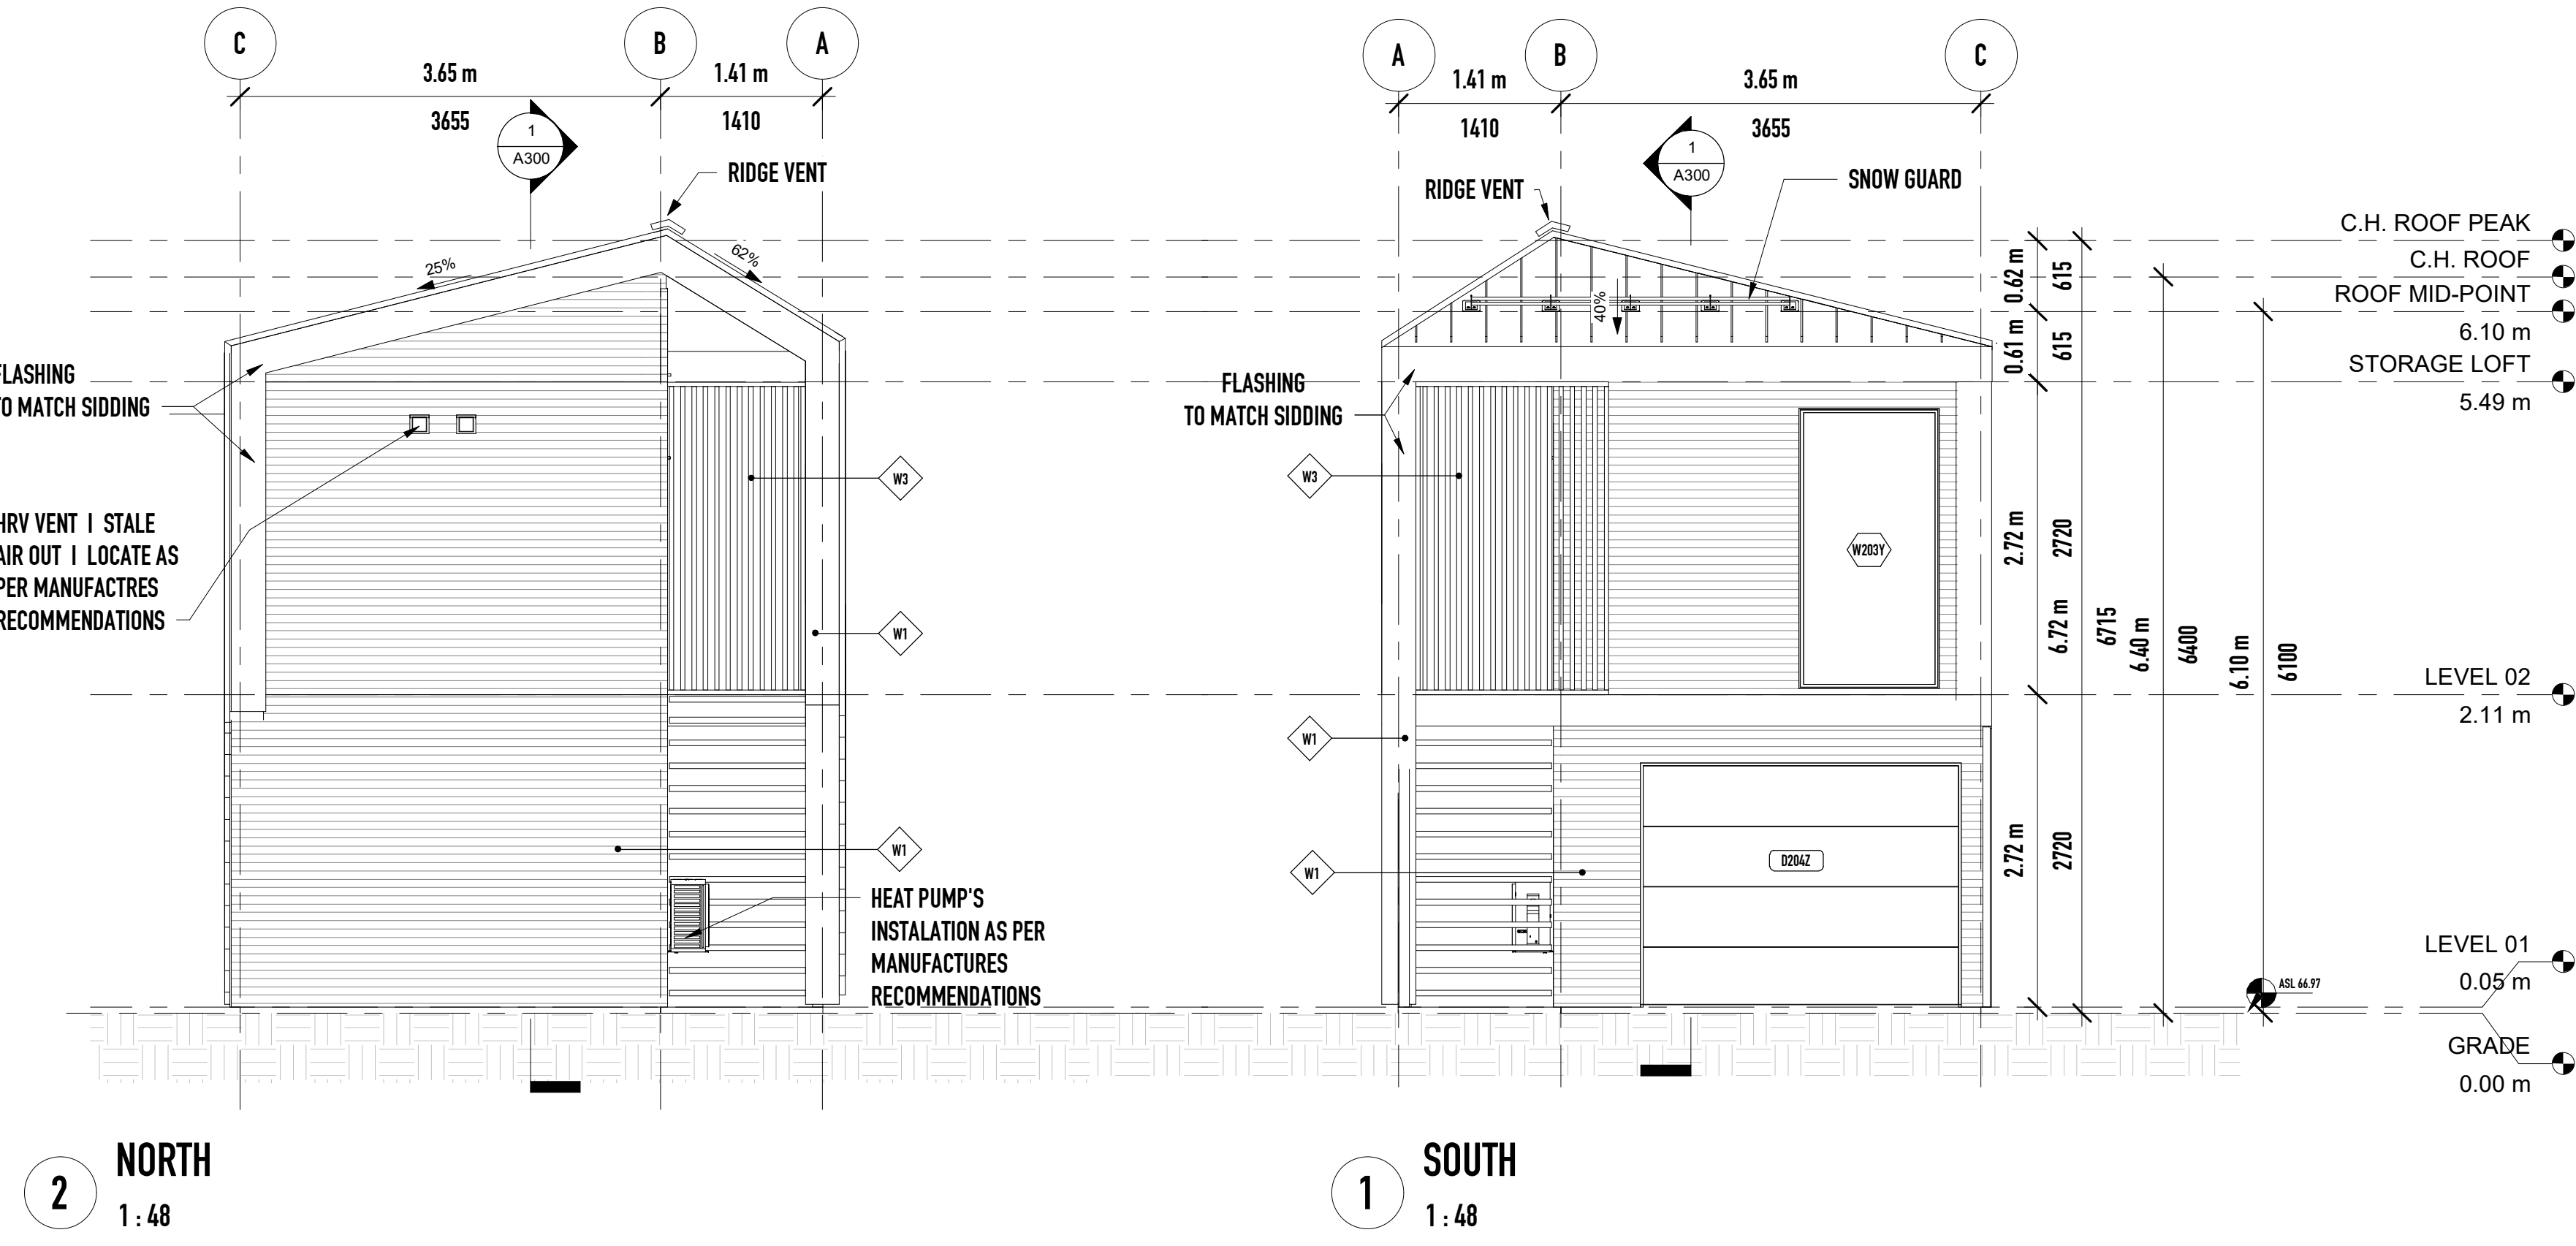 C
B
A
3.65 m
1.41 m
3655
1410
1
A300
RIDGE VENT
25%
62%
FLASHING
TO MATCH SIDDING
HRV VENT I STALE
AIR OUT I LOCATE AS
PER MANUFACTRES
RECOMMENDATIONS
W3
W1
W1
HEAT PUMP'S
INSTALATION AS PER
MANUFACTURES
RECOMMENDATIONS
2
NORTH
1 : 48
A
B
C
1.41 m
3.65 m
1410
3655
1
A300
RIDGE VENT
SNOW GUARD
40%
FLASHING
TO MATCH SIDDING
W3
W203Y
W1
W1
D204Z
0.62 m
615
0.61 m
615
2.72 m
2720
6.72 m
6715
6.40 m
6400
6.10 m
6100
2.72 m
2720
C.H. ROOF PEAK
C.H. ROOF
ROOF MID-POINT
6.10 m
STORAGE LOFT
5.49 m
LEVEL 02
2.11 m
LEVEL 01
0.05 m
ASL 66.97
GRADE
0.00 m
1
SOUTH
1 : 48